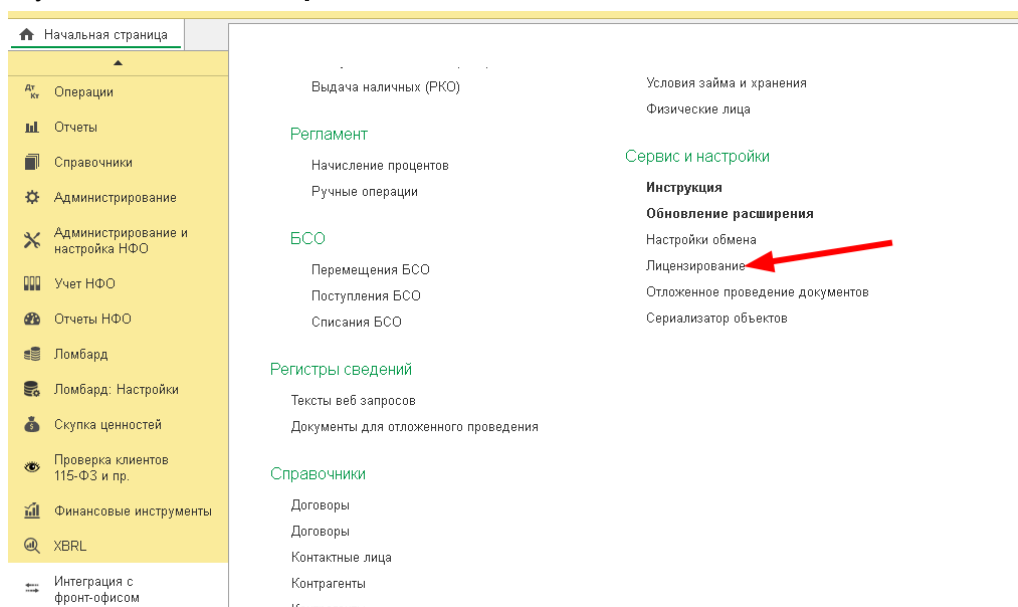 Начальная страница
Операции
Отчеты
Справочники
Администрирование
Администрирование и
настройка НФО
Учет НФО
Отчеты НФО
Ломбард
Ломбард: Настройки
Скупка ценностей
Проверка клиентов
115-ФЗ и пр.
Финансовые инструменты
XBRL
Интеграция с
фронт-офисом
Выдача наличных (РКО)
Регламент
Начисление процентов
Ручные операции
БСО
Перемещения БСО
Поступления БСО
Списания БСО
Регистры сведений
Тексты веб запросов
Документы для отложенного проведения
Справочники
Договоры
Договоры
Контактные лица
Контрагенты
Условия займа и хранения
Физические лица
Сервис и настройки
Инструкция
Обновление расширения
Настройки обмена
Лицензирование
Отложенное проведение документов
Сериализатор объектов